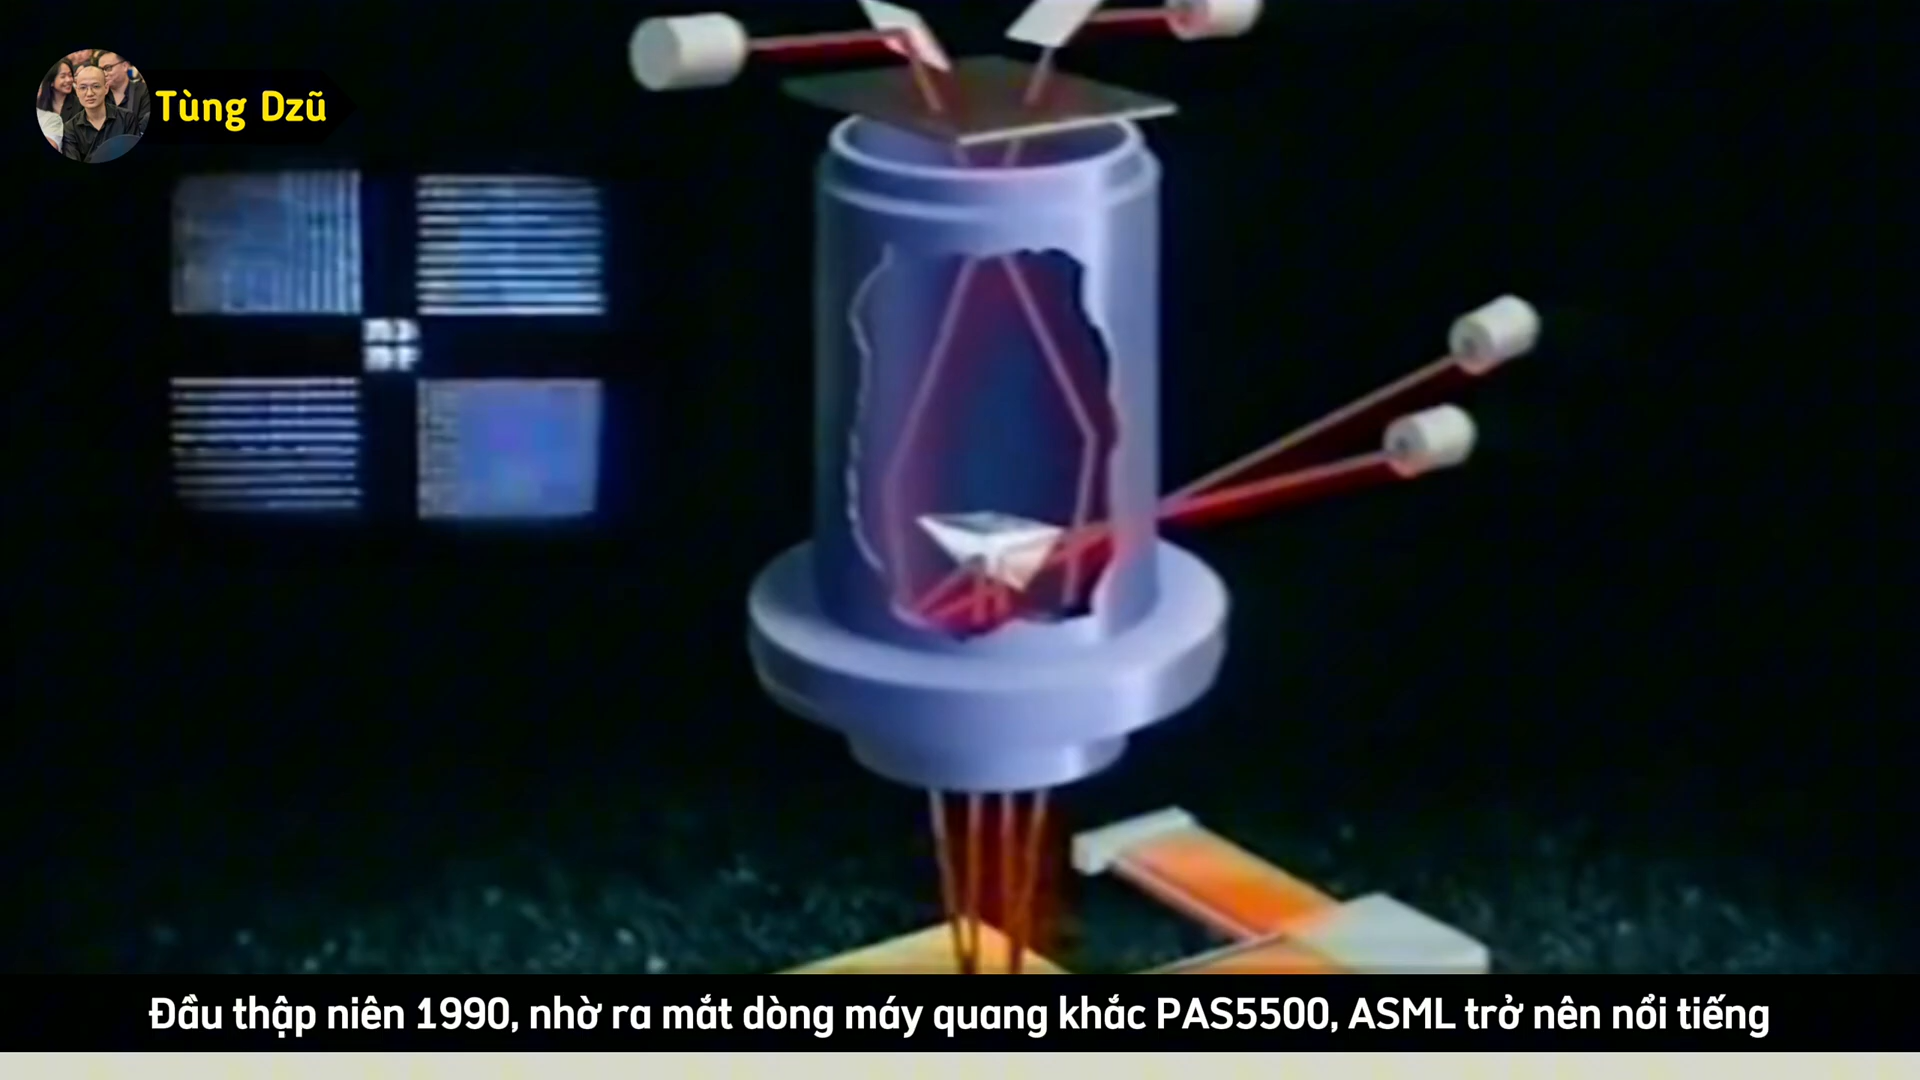 Tùng Dzũ
Đầu thập niên 1990, nhờ ra mắt dòng máy quang khắc PAS5500, ASML trở nên nổi tiếng